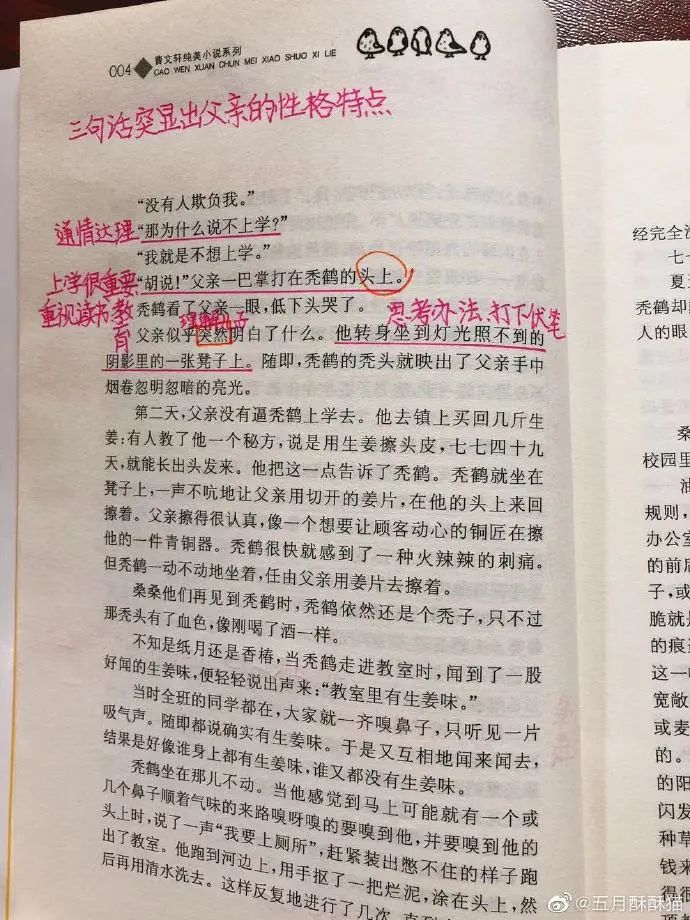 004 曹文轩纯美小说系列
CAO WEN XUAN CHUN MEI XIAO SHUO XI LIE
三句话突显出父亲的性格特点
“没有人欺负我。”
通情达理
“那为什么说不上学？”
“我就是不想上学。”
上学很重要
“胡说！”父亲一巴掌打在秃鹤的头上。
重视读书教育
秃鹤看了父亲一眼，低下头哭了。
思考办法、打下伏笔
父亲似乎突然明白了什么。他转身坐到灯光照不到的
阴影里的一张凳子上。随即，秃鹤的秃头就映出了父亲手中
烟卷忽明忽暗的亮光。
第二天，父亲没有逼秃鹤上学去。他去镇上买回几斤生
姜：有人教了他一个秘方，说是用生姜擦头皮，七七四十九
天，就能长出头发来。他把这一点告诉了秃鹤。秃鹤就坐在
凳子上，一声不吭地让父亲用切开的姜片，在他的头上来回
擦着。父亲擦得很认真，像一个想要让顾客动心的铜匠在擦
他的一件青铜器。秃鹤很快就感到了一种火辣辣的刺痛。
但秃鹤一动不动地坐着，任由父亲用姜片去擦着。
桑桑他们再见到秃鹤时，秃鹤依然还是个秃子，只不过
那秃头有了血色，像刚喝了酒一样。
不知是纸月还是香椿，当秃鹤走进教室时，闻到了一股
好闻的生姜味，便轻轻说出声来：“教室里有生姜味。”
当时全班的同学都在，大家就一齐嗅鼻子，只听见一片
吸气声。随即都说确实有生姜味。于是又互相地闻来闻去，
结果是好像谁身上都有生姜味，谁又都没有生姜味。
秃鹤坐在那儿不动。当他感觉到马上可能就有一个或
几个鼻子顺着气味的来路嗅呀嗅的要嗅到他，并要嗅到他的
头上时，说了一声“我要上厕所”，赶紧装出憋不住的样子跑
出了教室。他跑到河边上，用手抠了一把烂泥，涂在头上，然
后再用清水洗去。这样反复地进行了几次，直到
经完全
七
夏
秃鹤却
人的眼
桑
校园里
油
规则，
办公室
的前后
子，或
脆就是
的痕迹
这一
宽敞
或麦
的。
的阳
闪发
种草
钱来
得很
@五月酥酥猫